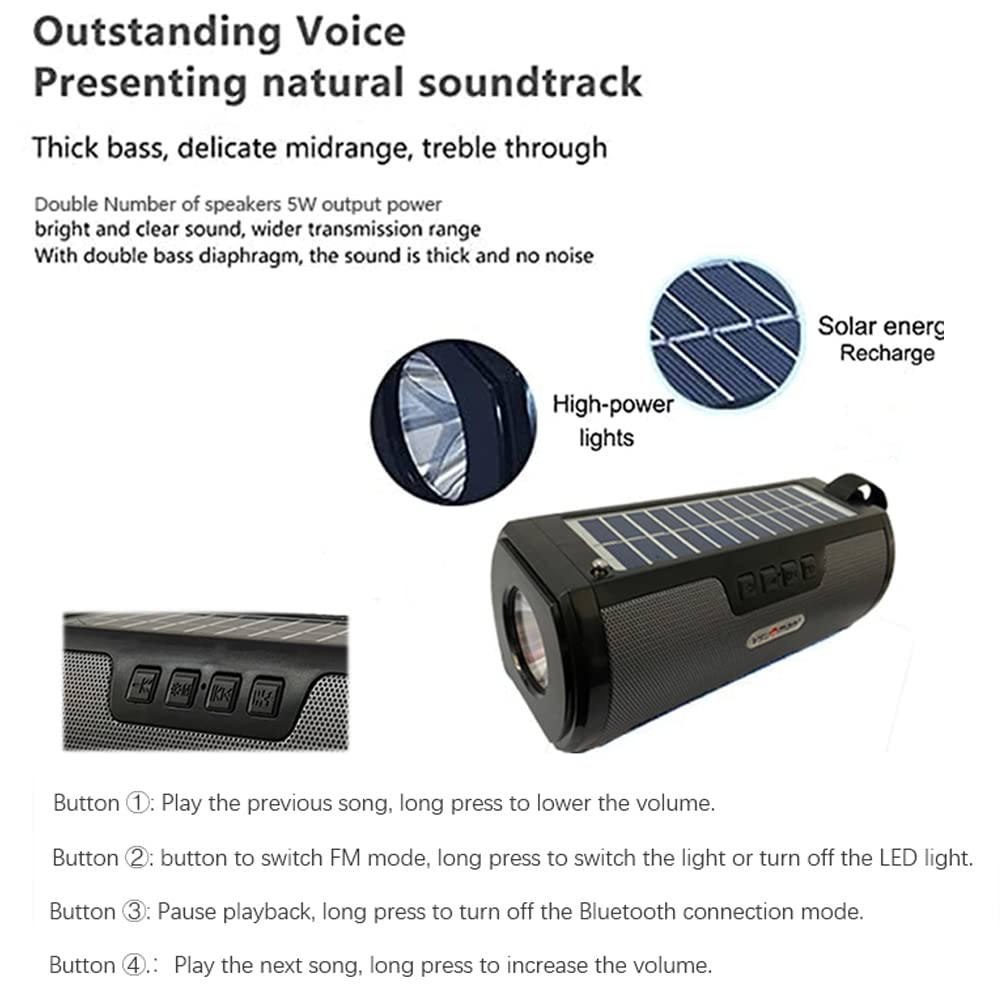 Outstanding Voice
Presenting natural soundtrack
Thick bass, delicate midrange, treble through
Double Number of speakers 5W output power
bright and clear sound, wider transmission range
With double bass diaphragm, the sound is thick and no noise
Solar energ
Recharge
High-power
lights
Button ①: Play the previous song, long press to lower the volume.
Button ②: button to switch FM mode, long press to switch the light or turn off the LED light.
Button ③: Pause playback, long press to turn off the Bluetooth connection mode.
Button ④.: Play the next song, long press to increase the volume.